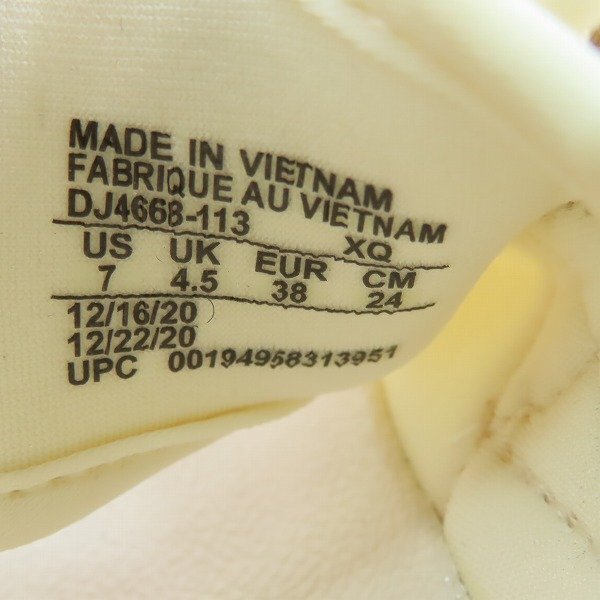 MADE IN VIETNAM
FABRIQUE AU VIETNAM
DJ4668-113 XQ
US UK EUR CM
7 4.5 38 24
12/16/20
12/22/20
UPC 00194958313951